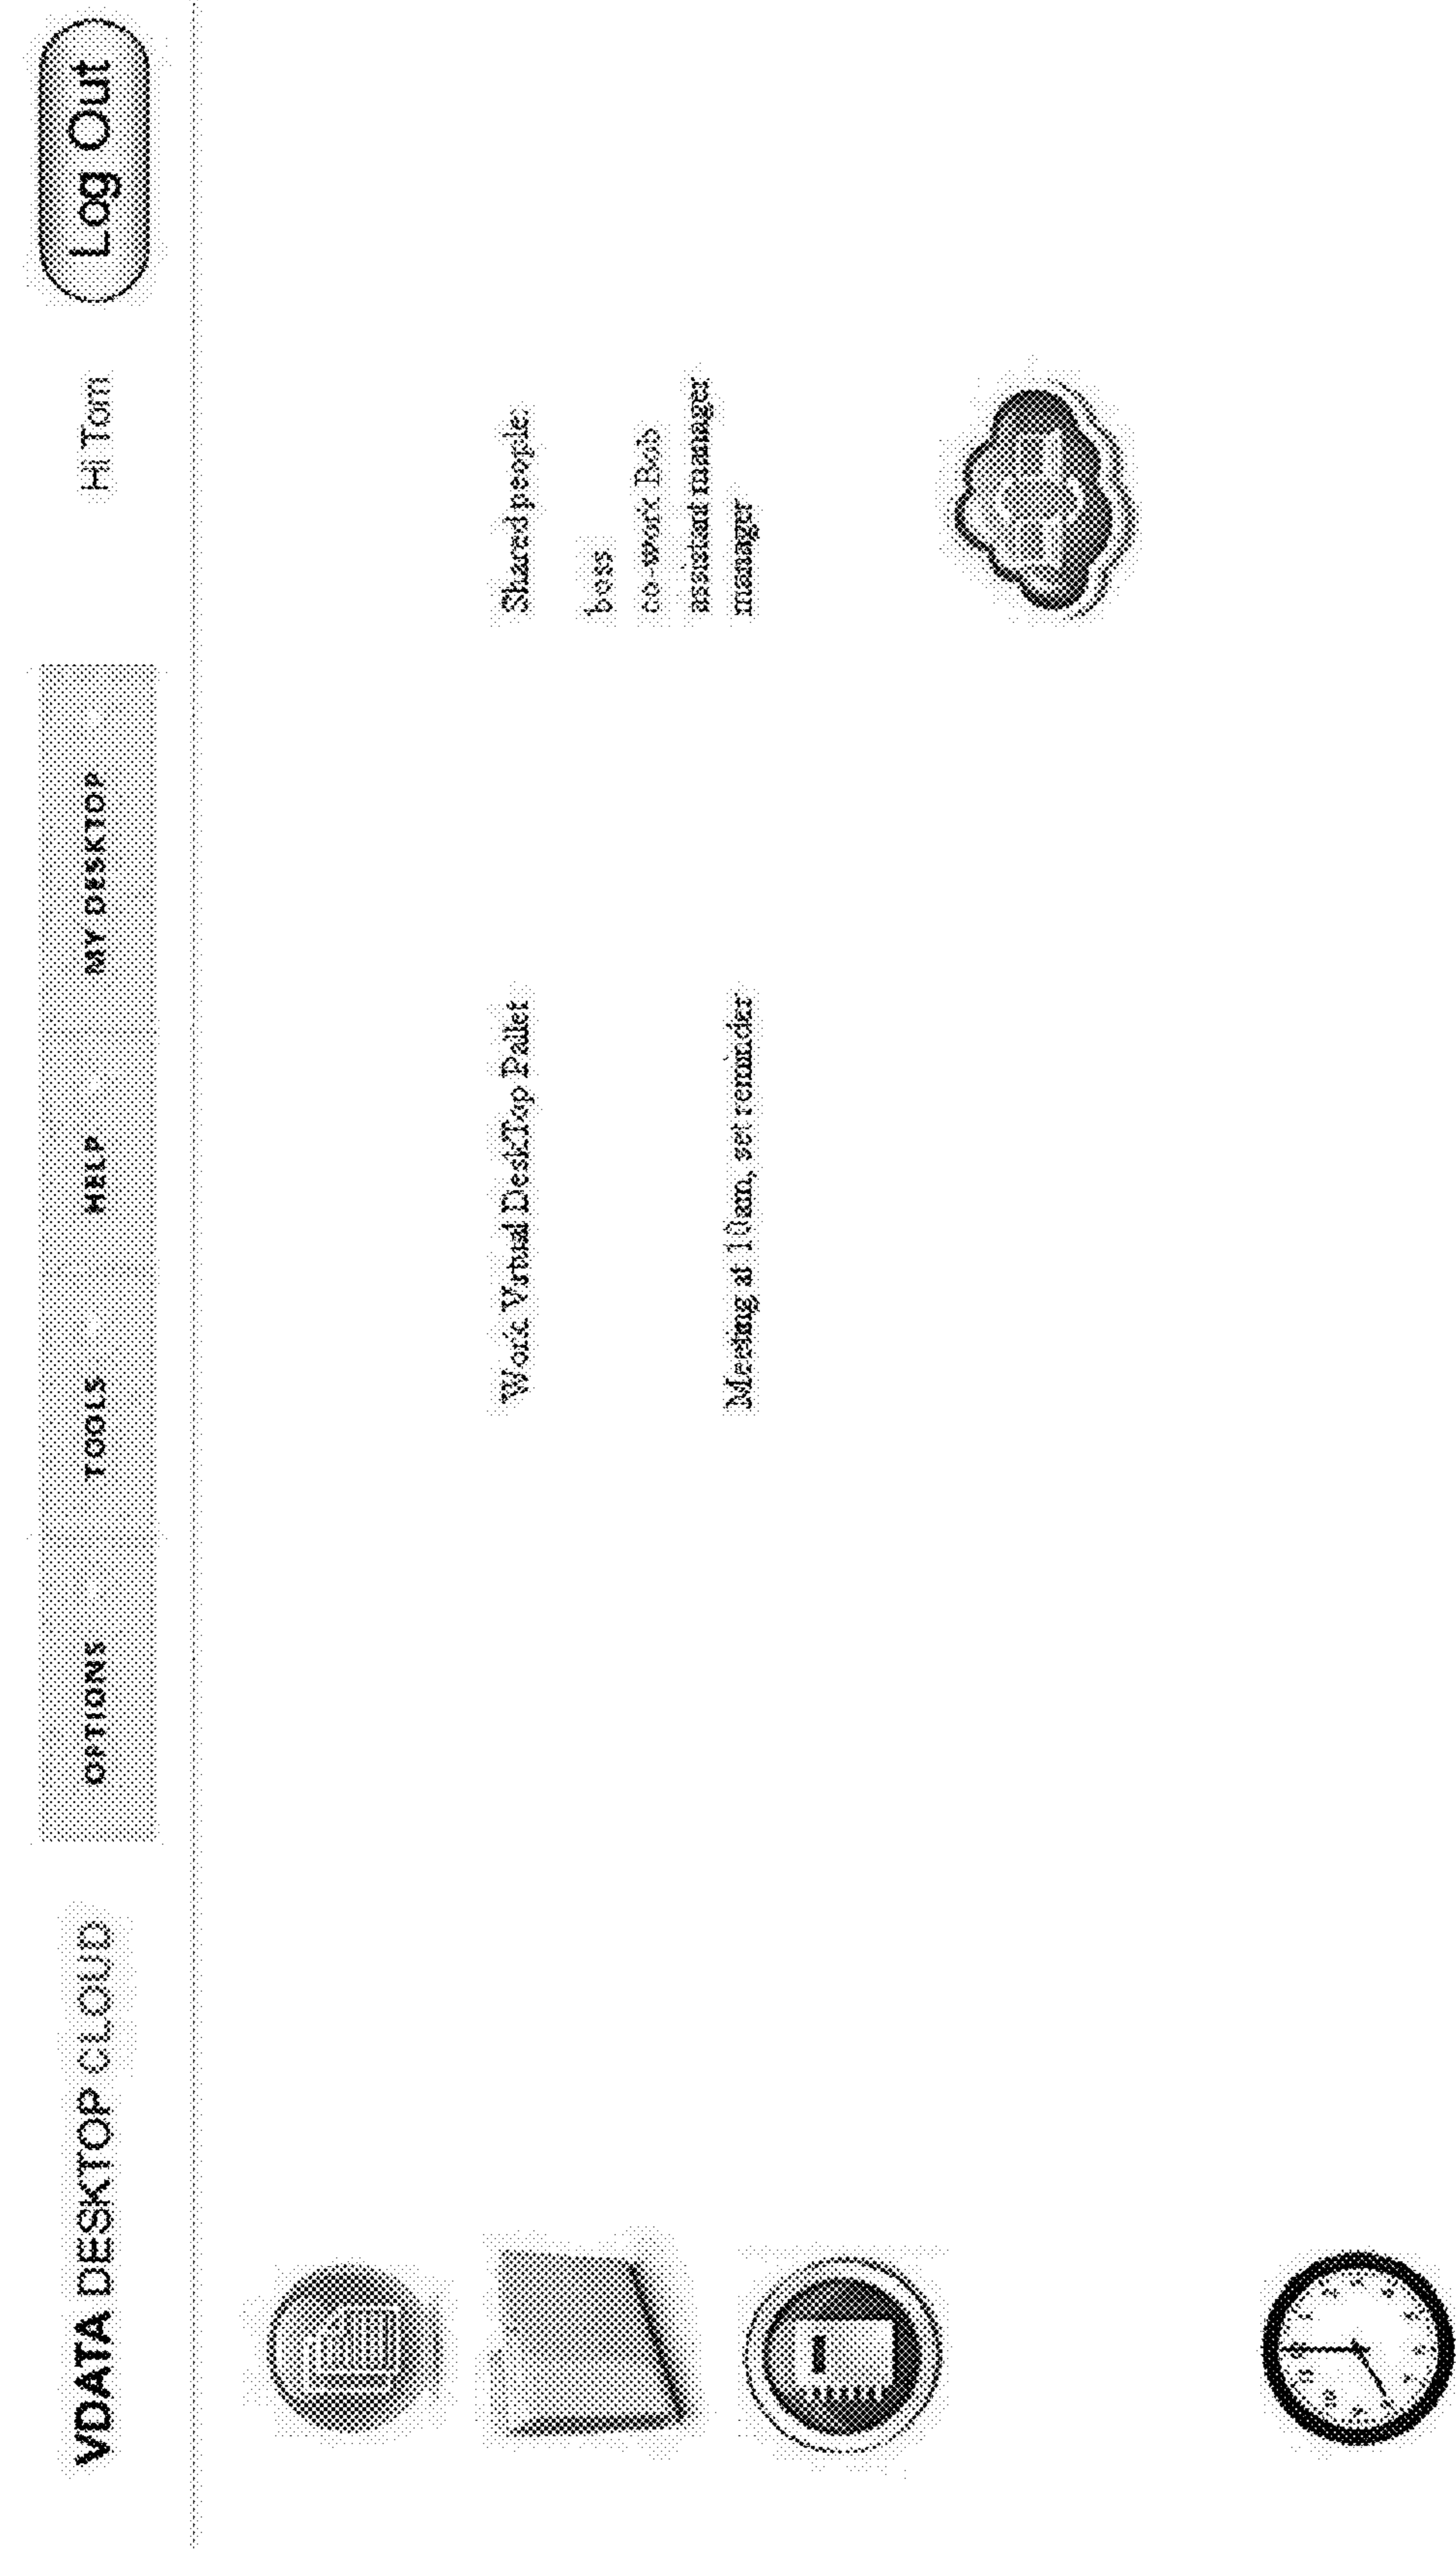 VDATA DESKTOP CLOUD
OPTIONS TOOLS HELP MY DESKTOP
Hi Tom
Log Out
Work Virtual DeskTop Pallet
Meeting at 10am, set reminder
Shared people:
boss
co-work Bob
assistad manager
manager